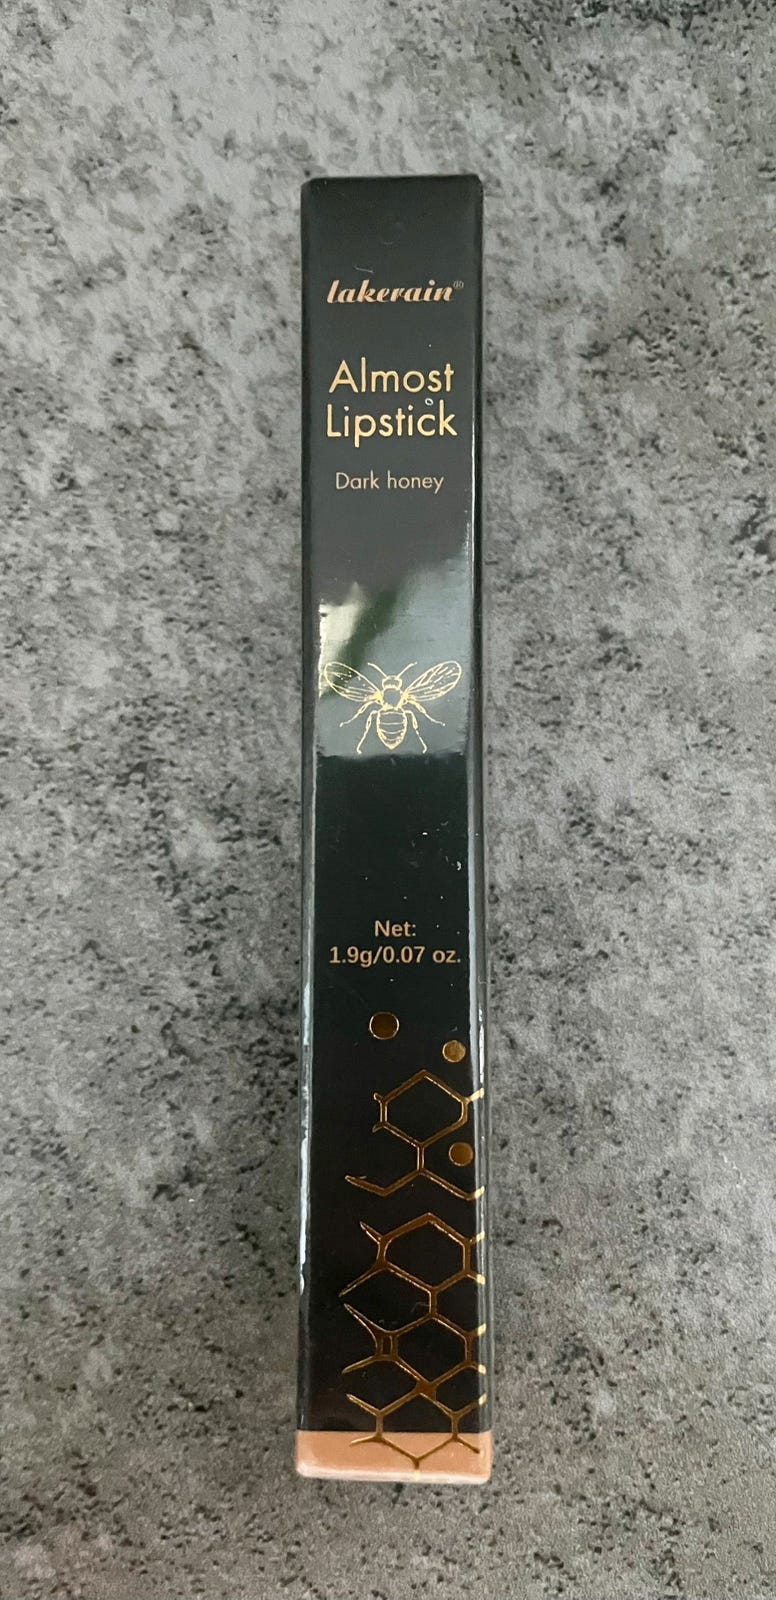 lakerain®
Almost
Lipstick
Dark honey
Net:
1.9g/0.07 oz.